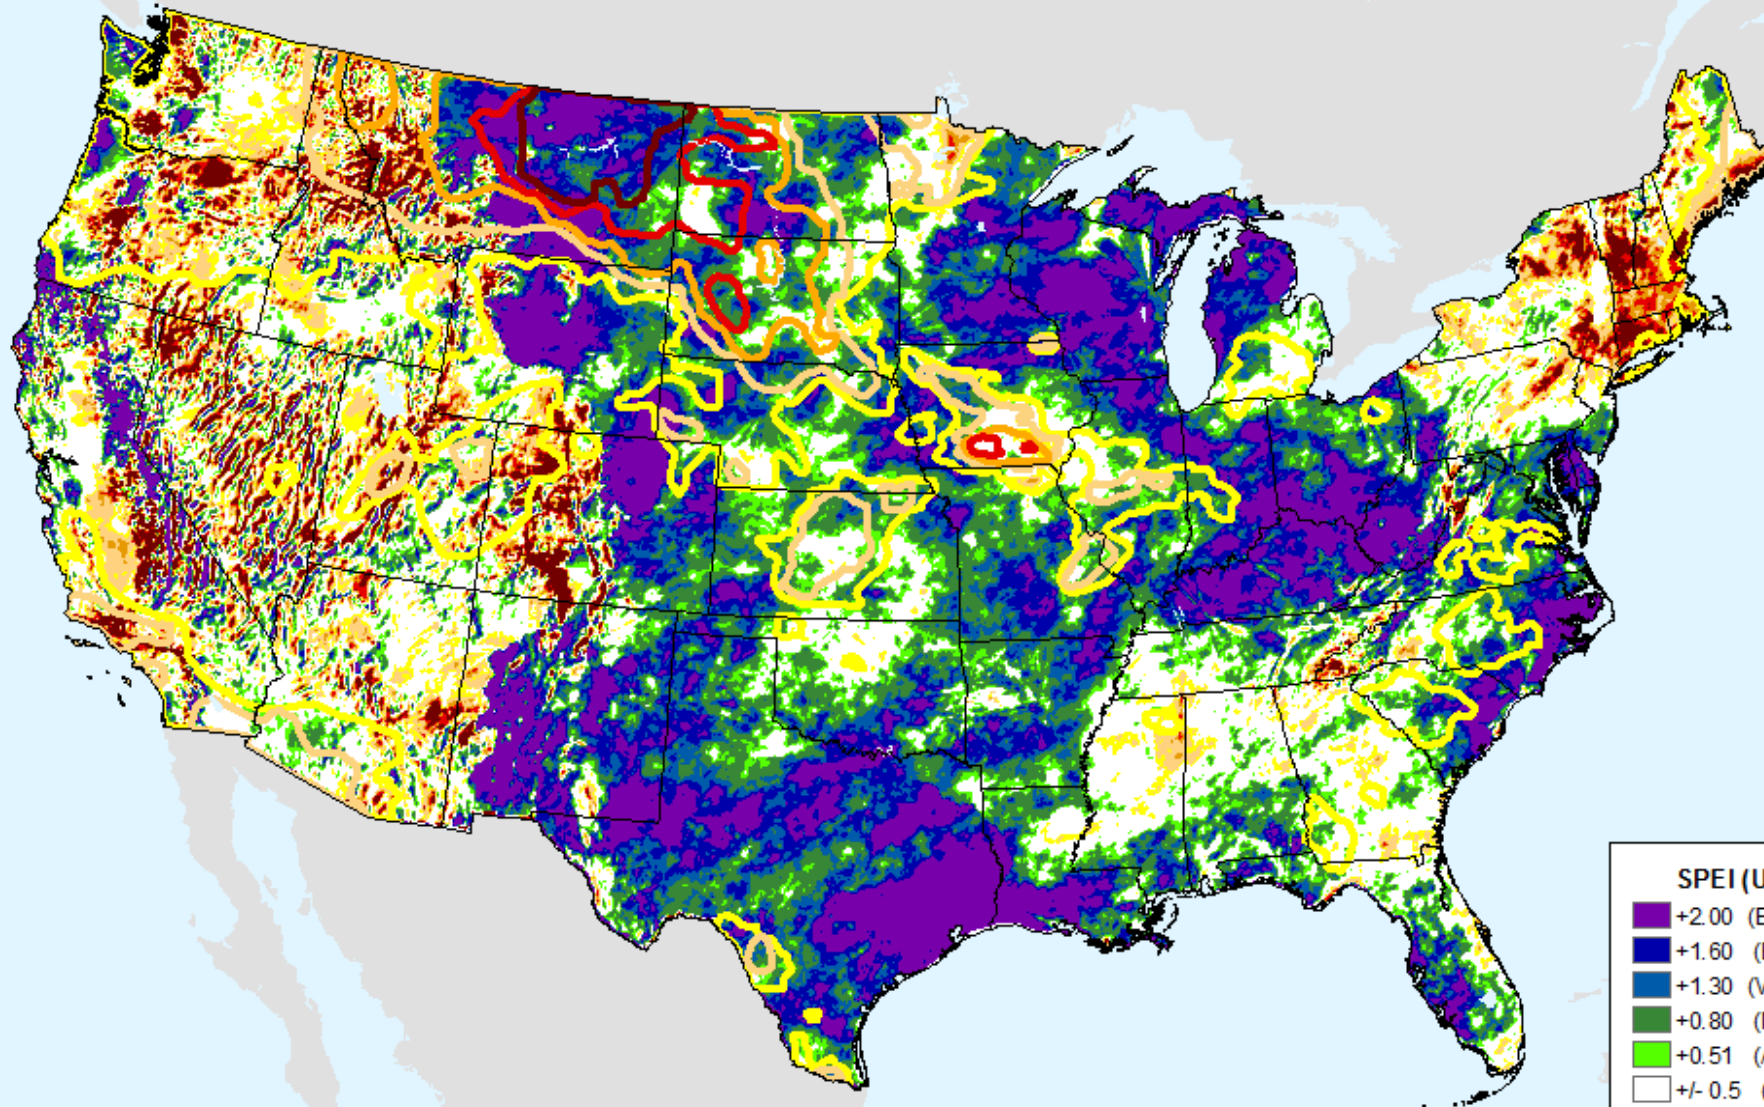 SPEI (U
+2.00 (E
+1.60 (
+1.30 (V
+0.80 (
+0.51 (
+/- 0.5 (